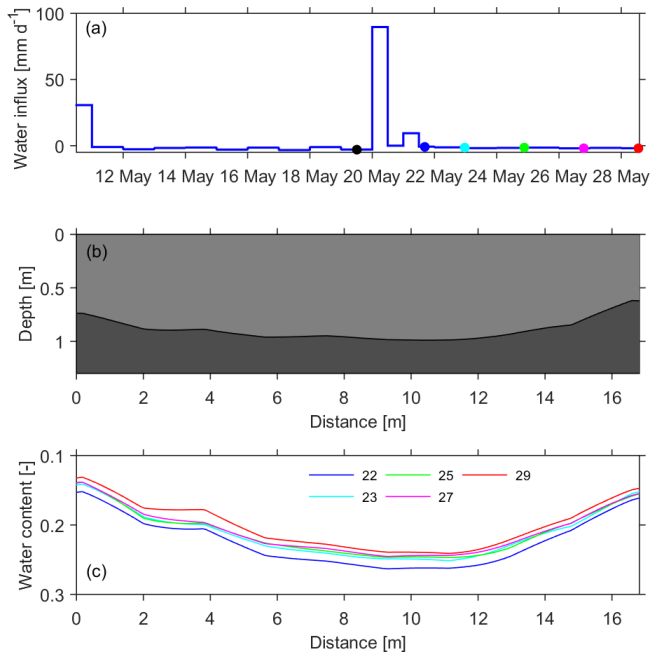 (a)
Water influx [mm d⁻¹]
100
50
0
12 May 14 May 16 May 18 May 20 May 22 May 24 May 26 May 28 May
(b)
Depth [m]
0
0.5
1
0 2 4 6 8 10 12 14 16
Distance [m]
Water content [-]
0.1
0.2
0.3
22 25 29
23 27
(c)
0 2 4 6 8 10 12 14 16
Distance [m]